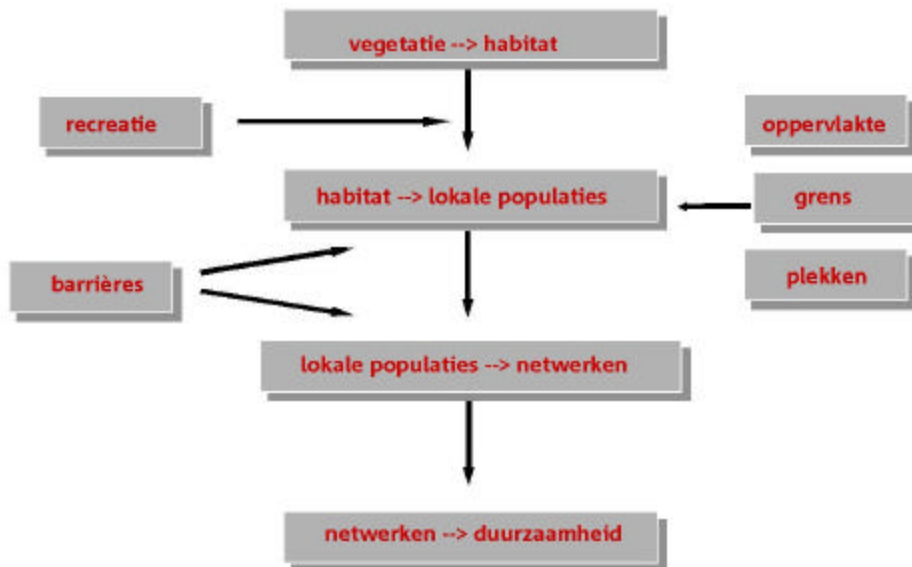 vegetatie --> habitat
recreatie
oppervlakte
habitat --> lokale populaties
grens
barrières
plekken
lokale populaties --> netwerken
netwerken --> duurzaamheid